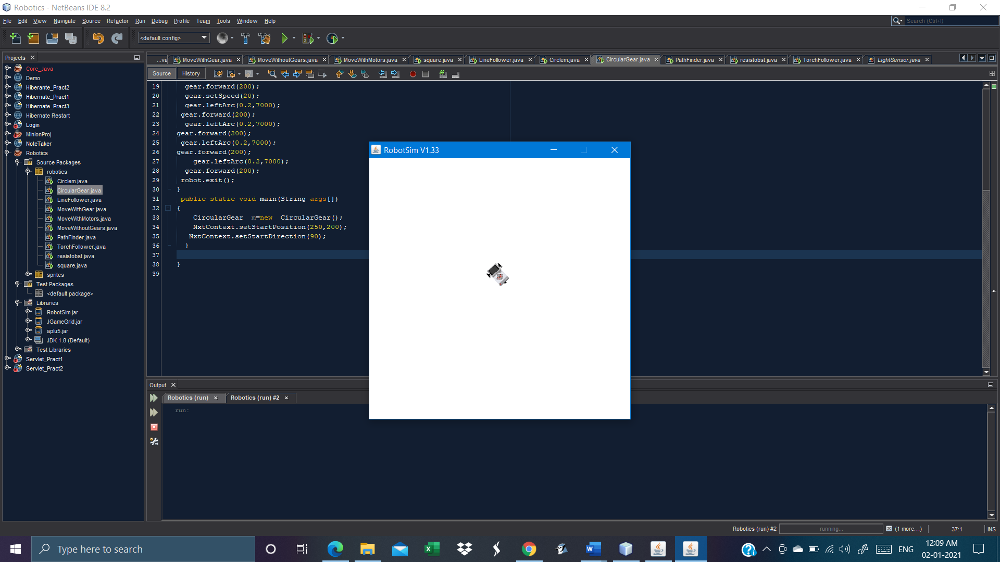 Robotics - NetBeans IDE 8.2
File Edit View Navigate Source Refactor Run Debug Profile Team Tools Window Help
Search (Ctrl+I)
<default config>
Projects
...va MoveWithGear.java MoveWithoutGears.java MoveWithMotors.java square.java LineFollower.java Circlem.java CircularGear.java PathFinder.java resistobst.java TorchFollower.java LightSensor.java
Source History
Core_Java
Demo
Hiberante_Pract2
Hibernate_Pract1
Hibernate_Pract3
Hibernate Restart
Login
MinionProj
NoteTaker
Robotics
Source Packages
robotics
Circlem.java
CircularGear.java
LineFollower.java
MoveWithGear.java
MoveWithMotors.java
MoveWithoutGears.java
PathFinder.java
TorchFollower.java
resistobst.java
square.java
sprites
Test Packages
<default package>
Libraries
RobotSim.jar
JGameGrid.jar
aplu5.jar
JDK 1.8 (Default)
Test Libraries
Servlet_Pract1
Servlet_Pract2
19 gear.forward(200);
20 gear.setSpeed(20);
21 gear.leftArc(0.2,7000);
22 gear.forward(200);
23 gear.leftArc(0.2,7000);
24 gear.forward(200);
25 gear.leftArc(0.2,7000);
26 gear.forward(200);
27 gear.leftArc(0.2,7000);
28 gear.forward(200);
29 robot.exit();
30 }
31 public static void main(String args[])
32 {
33 CircularGear m=new CircularGear();
34 NxtContext.setStartPosition(250,200);
35 NxtContext.setStartDirection(90);
36 }
37
38 }
39
RobotSim V1.33
Output
Robotics (run) Robotics (run) #2
run:
Robotics (run) #2 running... (1 more...) 37:1 INS
Type here to search
ENG
12:09 AM
02-01-2021